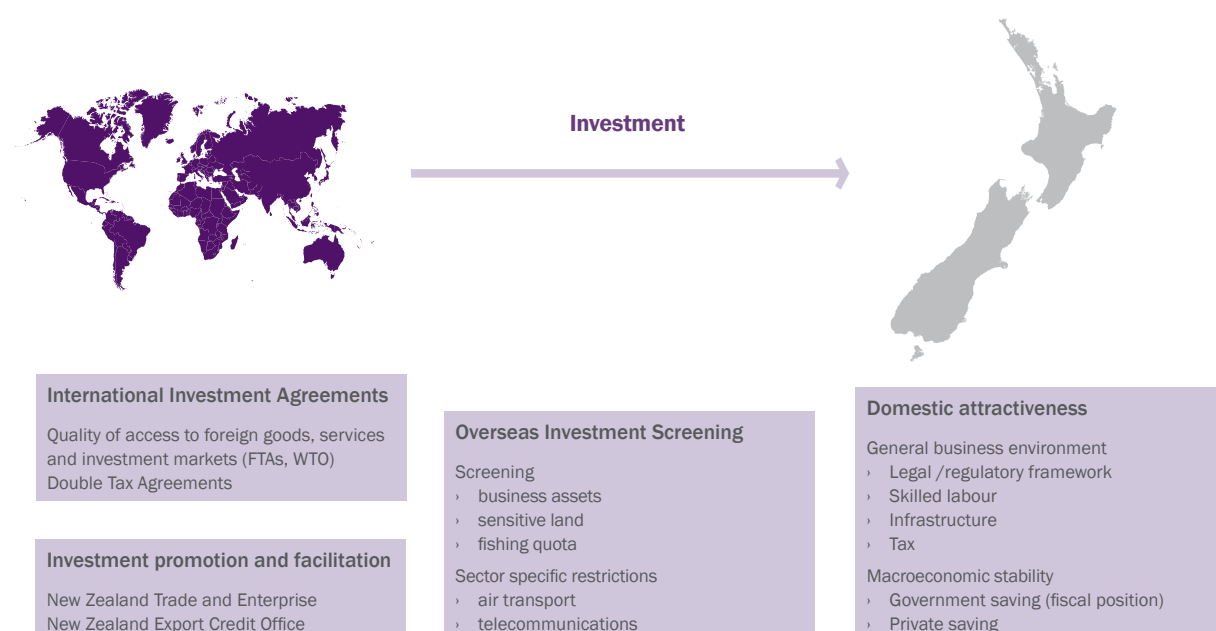 Investment
International Investment Agreements
Quality of access to foreign goods, services
and investment markets (FTAs, WTO)
Double Tax Agreements
Investment promotion and facilitation
New Zealand Trade and Enterprise
New Zealand Export Credit Office
Overseas Investment Screening
Screening
› business assets
› sensitive land
› fishing quota
Sector specific restrictions
› air transport
› telecommunications
Domestic attractiveness
General business environment
› Legal /regulatory framework
› Skilled labour
› Infrastructure
› Tax
Macroeconomic stability
› Government saving (fiscal position)
› Private saving